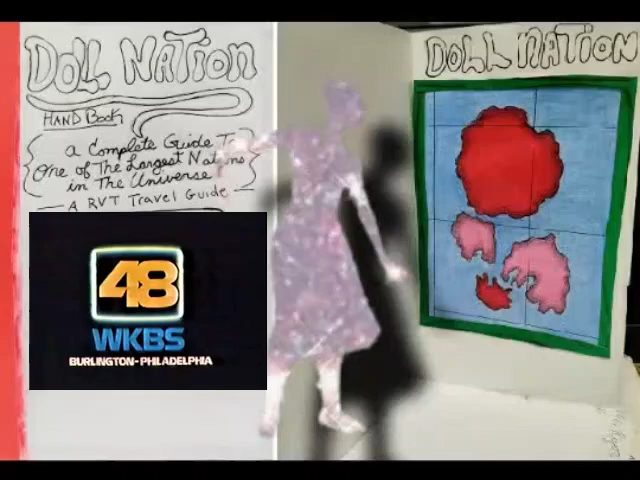 DOLL NATION
HAND Book
a Complete Guide To
One of The Largest Nations
in The Universe
— A RVT Travel Guide —
48
WKBS
BURLINGTON-PHILADELPHIA
DOLL NATION